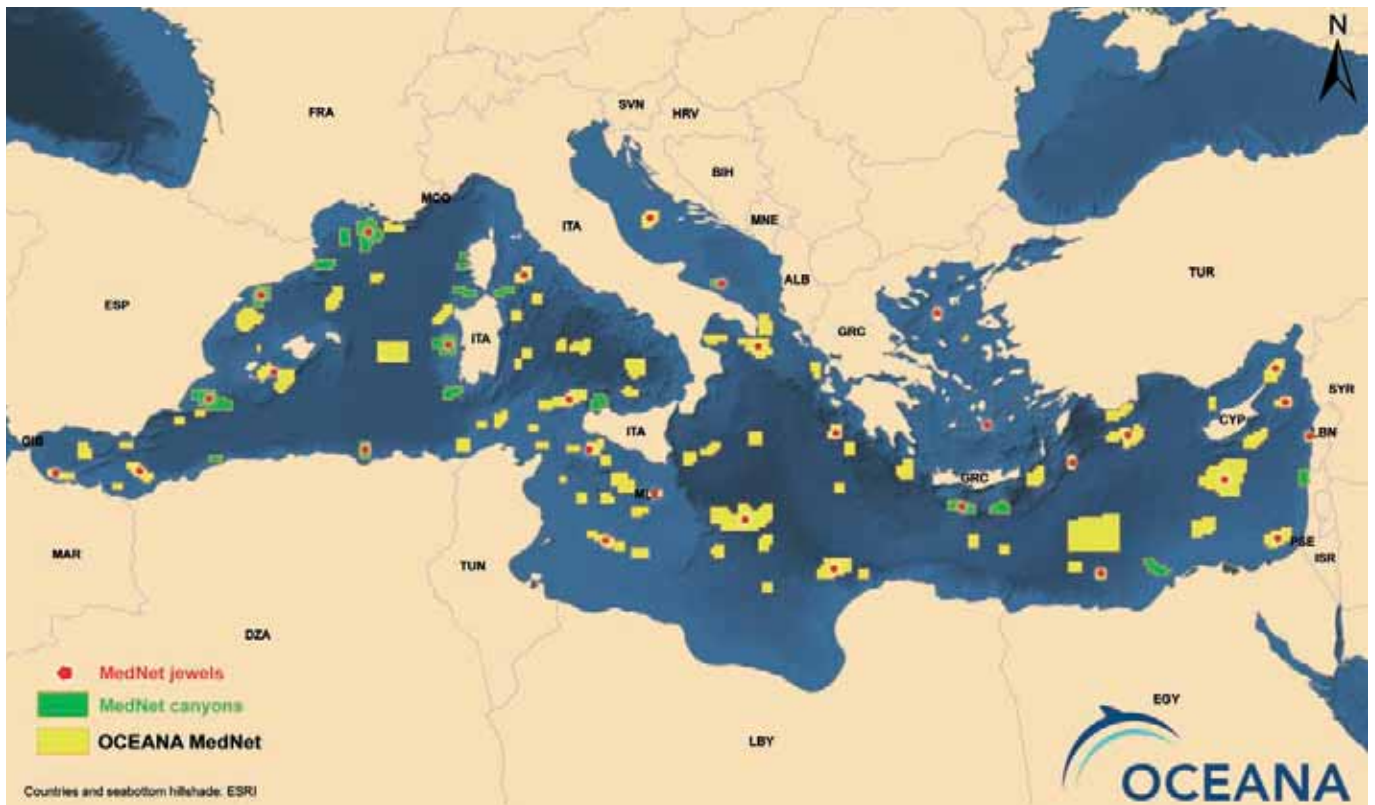 N
FRA
SVN
HRV
BIH
MCO
ITA
MNE
ESP
ALB
TUR
GRC
ITA
SYR
CYP
GIB
ITA
LBN
GRC
MAR
TUN
PSE
ISR
DZA
MedNet jewels
MedNet canyons
EGY
OCEANA MedNet
LBY
OCEANA
Countries and seabottom hillshade: ESRI